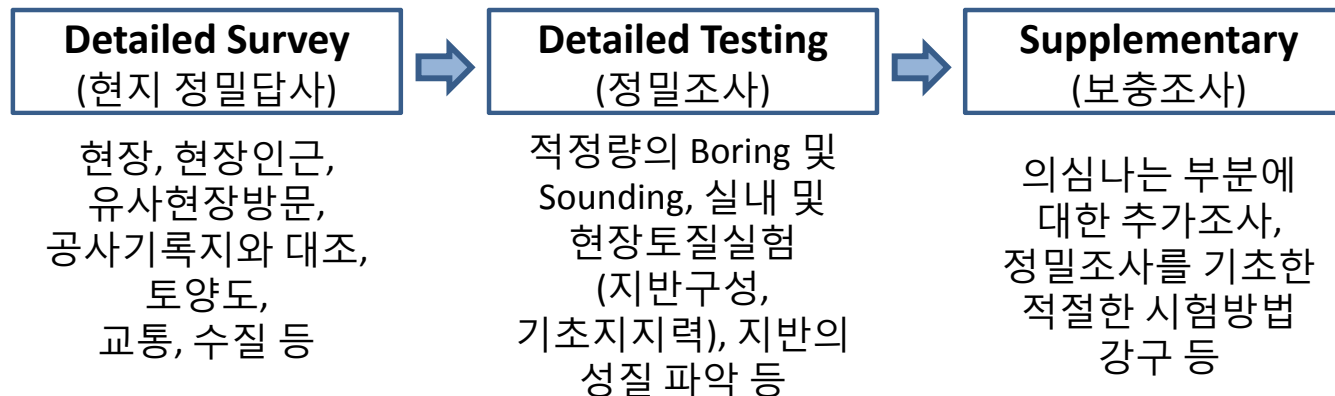 Detailed Survey
(현지 정밀답사)
현장, 현장인근,
유사현장방문,
공사기록지와 대조,
토양도,
교통, 수질 등
Detailed Testing
(정밀조사)
적정량의 Boring 및
Sounding, 실내 및
현장토질실험
(지반구성,
기초지지력), 지반의
성질 파악 등
Supplementary
(보충조사)
의심나는 부분에
대한 추가조사,
정밀조사를 기초한
적절한 시험방법
강구 등